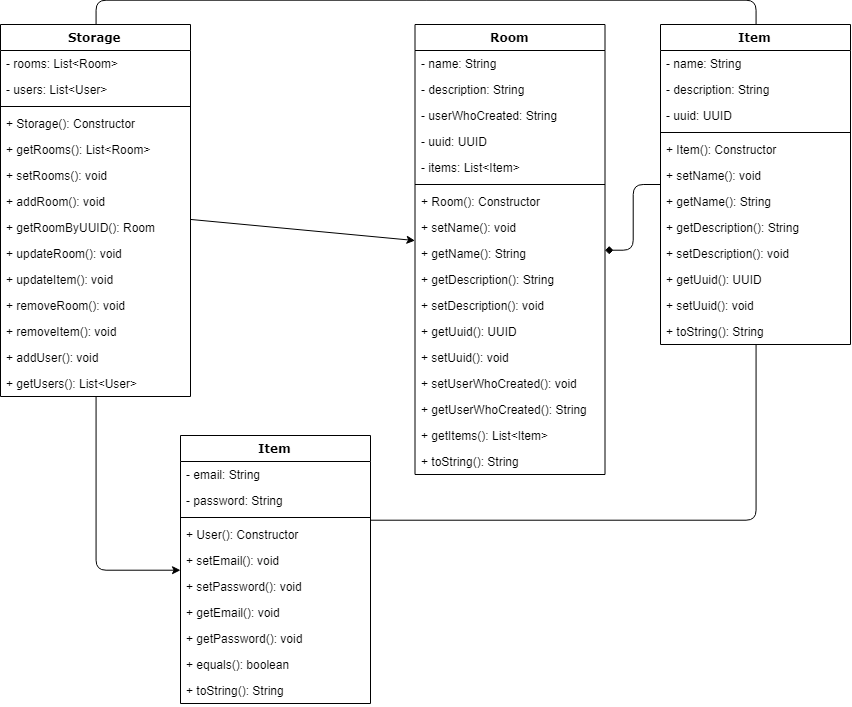 Storage
- rooms: List<Room>
- users: List<User>
+ Storage(): Constructor
+ getRooms(): List<Room>
+ setRooms(): void
+ addRoom(): void
+ getRoomByUUID(): Room
+ updateRoom(): void
+ updateItem(): void
+ removeRoom(): void
+ removeItem(): void
+ addUser(): void
+ getUsers(): List<User>
Room
- name: String
- description: String
- userWhoCreated: String
- uuid: UUID
- items: List<Item>
+ Room(): Constructor
+ setName(): void
+ getName(): String
+ getDescription(): String
+ setDescription(): void
+ getUuid(): UUID
+ setUuid(): void
+ setUserWhoCreated(): void
+ getUserWhoCreated(): String
+ getItems(): List<Item>
+ toString(): String
Item
- name: String
- description: String
- uuid: UUID
+ Item(): Constructor
+ setName(): void
+ getName(): String
+ getDescription(): String
+ setDescription(): void
+ getUuid(): UUID
+ setUuid(): void
+ toString(): String
Item
- email: String
- password: String
+ User(): Constructor
+ setEmail(): void
+ setPassword(): void
+ getEmail(): void
+ getPassword(): void
+ equals(): boolean
+ toString(): String